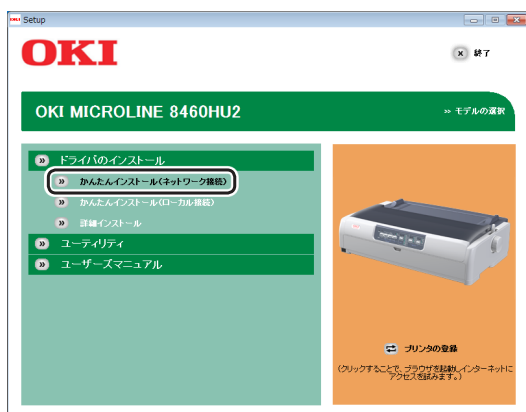 Setup
OKI
終了
OKI MICROLINE 8460HU2
モデルの選択
ドライバのインストール
かんたんインストール(ネットワーク接続)
かんたんインストール(ローカル接続)
詳細インストール
ユーティリティ
ユーザーズマニュアル
プリンタの登録
(クリックすることで、ブラウザを起動しインターネットに
アクセスを試みます。)